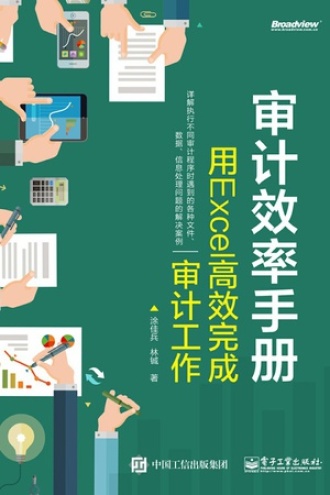 Broadview
审计效率手册
用Excel高效完成
审计工作
详解执行不同审计程序时遇到的各种文件、
数据、信息处理问题的解决案例
涂佳兵 林铖 著
中国工信出版集团
电子工业出版社